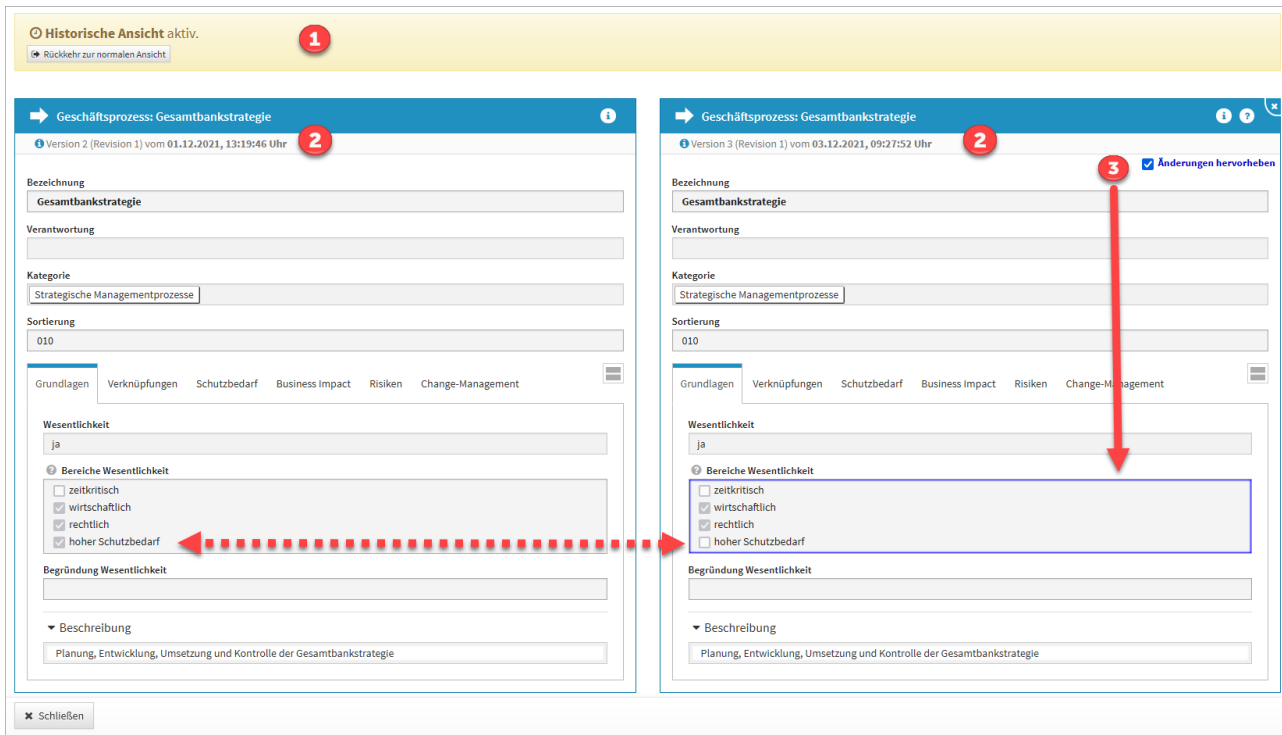 Historische Ansicht aktiv.
1
Rückkehr zur normalen Ansicht
Geschäftsprozess: Gesamtbankstrategie
Version 2 (Revision 1) vom 01.12.2021, 13:19:46 Uhr
2
Bezeichnung
Gesamtbankstrategie
Verantwortung
Kategorie
Strategische Managementprozesse
Sortierung
010
Grundlagen Verknüpfungen Schutzbedarf Business Impact Risiken Change-Management
Wesentlichkeit
ja
Bereiche Wesentlichkeit
zeitkritisch
wirtschaftlich
rechtlich
hoher Schutzbedarf
Begründung Wesentlichkeit
Beschreibung
Planung, Entwicklung, Umsetzung und Kontrolle der Gesamtbankstrategie
Geschäftsprozess: Gesamtbankstrategie
Version 3 (Revision 1) vom 03.12.2021, 09:27:52 Uhr
2
3
Änderungen hervorheben
Bezeichnung
Gesamtbankstrategie
Verantwortung
Kategorie
Strategische Managementprozesse
Sortierung
010
Grundlagen Verknüpfungen Schutzbedarf Business Impact Risiken Change-Management
Wesentlichkeit
ja
Bereiche Wesentlichkeit
zeitkritisch
wirtschaftlich
rechtlich
hoher Schutzbedarf
Begründung Wesentlichkeit
Beschreibung
Planung, Entwicklung, Umsetzung und Kontrolle der Gesamtbankstrategie
Schließen